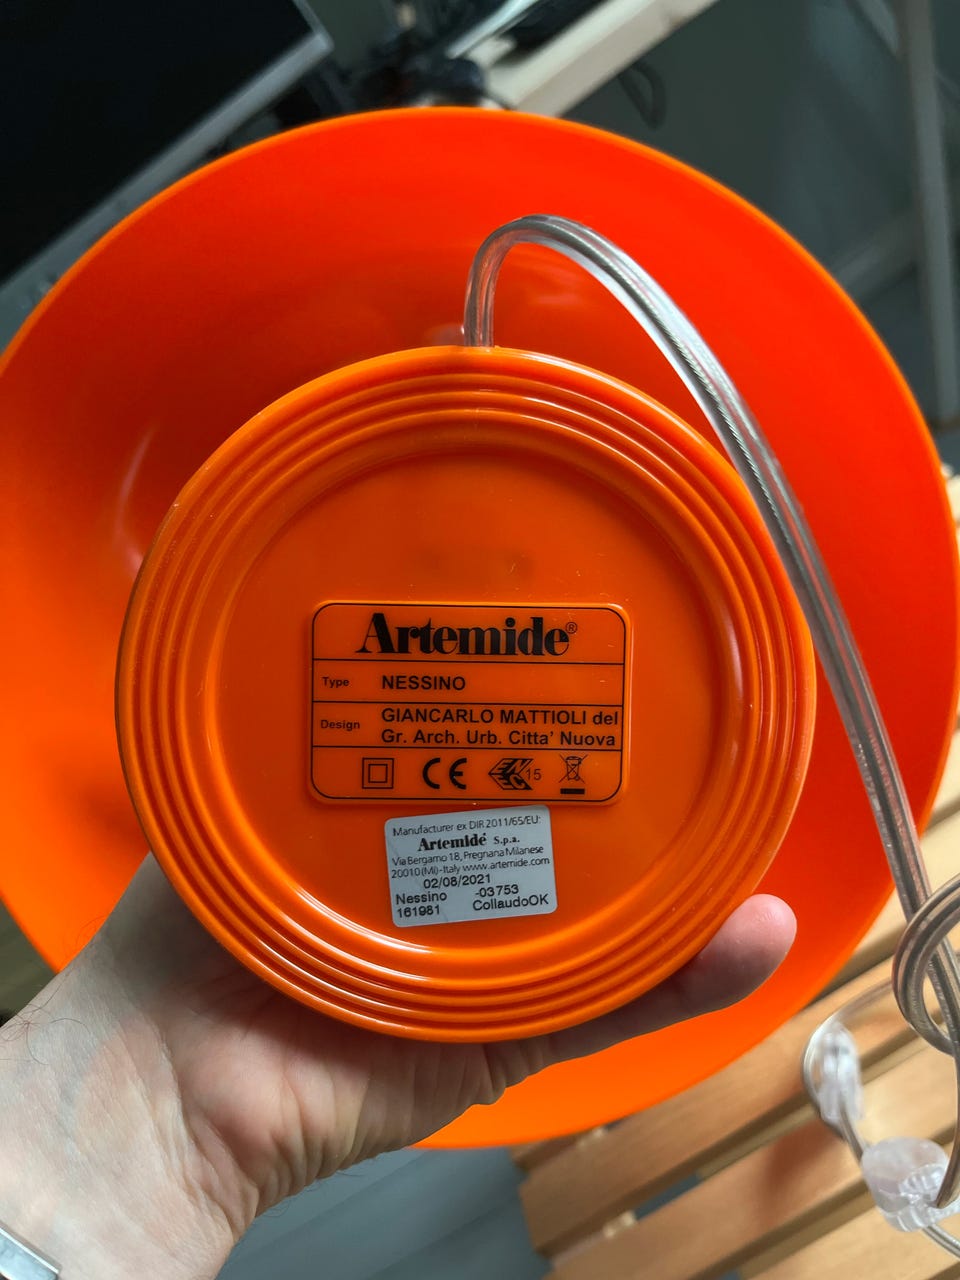 Artemide®
Type NESSINO
Design GIANCARLO MATTIOLI del
Gr. Arch. Urb. Citta' Nuova
CE
15
Manufacturer ex DIR 2011/65/EU:
Artemide S.p.a.
Via Bergamo 18, Pregnana Milanese
20010 (Mi)-Italy www.artemide.com
02/08/2021
Nessino -03753
161981 CollaudoOK